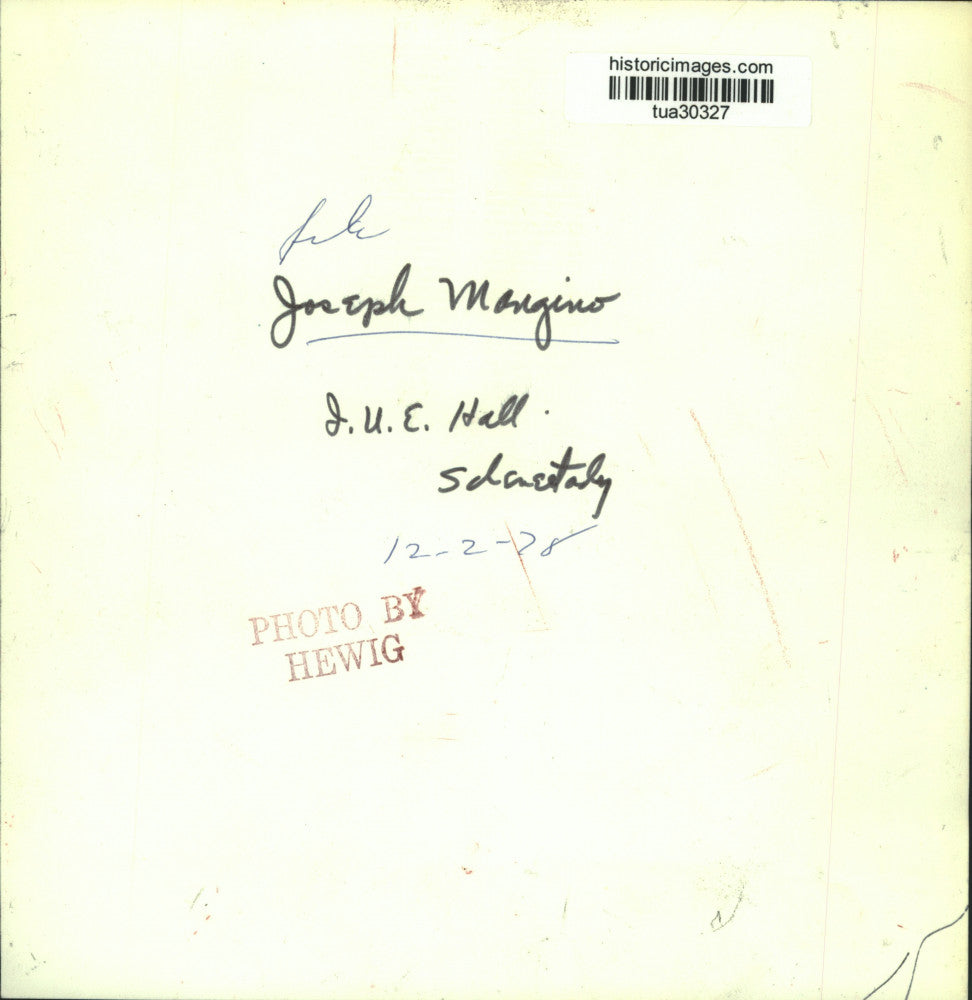 historicimages.com
tua30327
file
Joseph Mangino
I.U.E. Hall
Schenectady
12-2-78
PHOTO BY
HEWIG